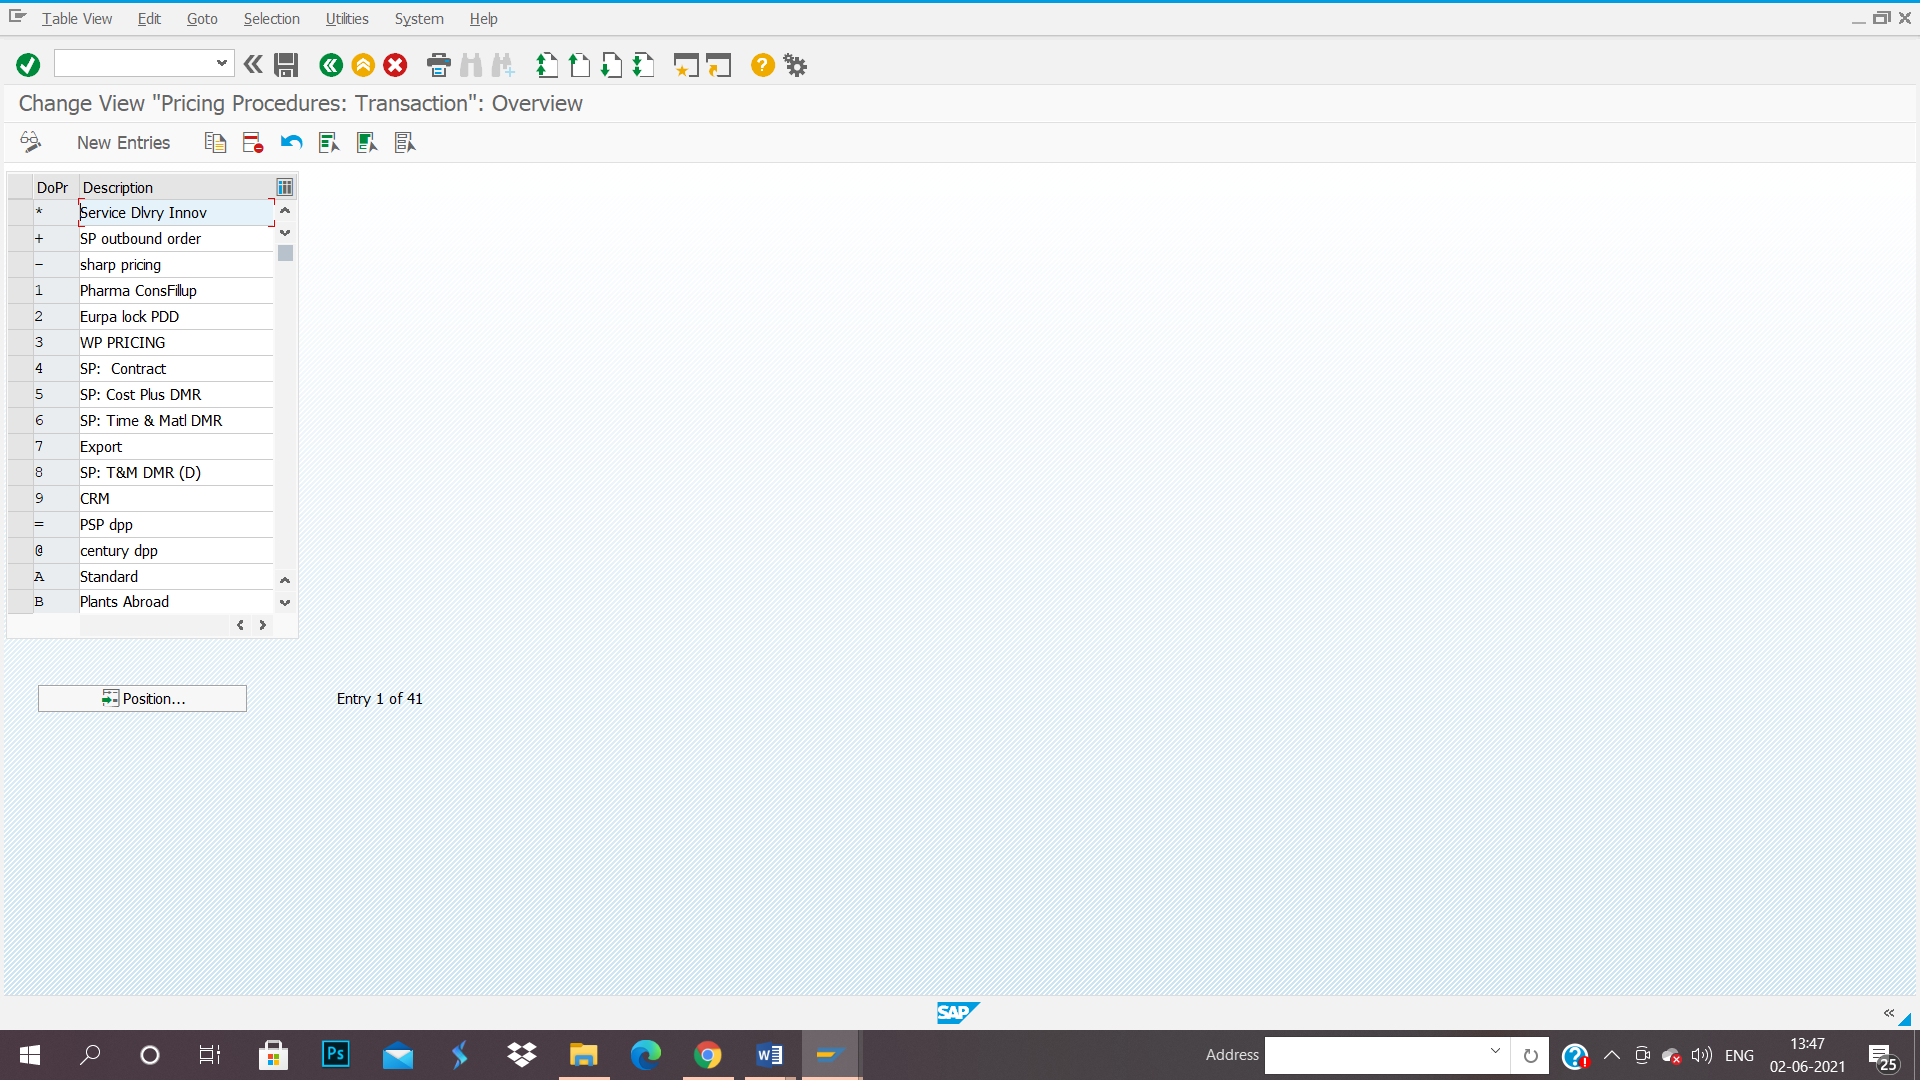 Table View Edit Goto Selection Utilities System Help
Change View "Pricing Procedures: Transaction": Overview
New Entries
DoPr Description
* Service Dlvry Innov
+ SP outbound order
- sharp pricing
1 Pharma ConsFillup
2 Eurpa lock PDD
3 WP PRICING
4 SP:  Contract
5 SP: Cost Plus DMR
6 SP: Time & Matl DMR
7 Export
8 SP: T&M DMR (D)
9 CRM
= PSP dpp
@ century dpp
A Standard
B Plants Abroad
Position...
Entry 1 of 41
SAP
Ps
Address
ENG
13:47
02-06-2021
25